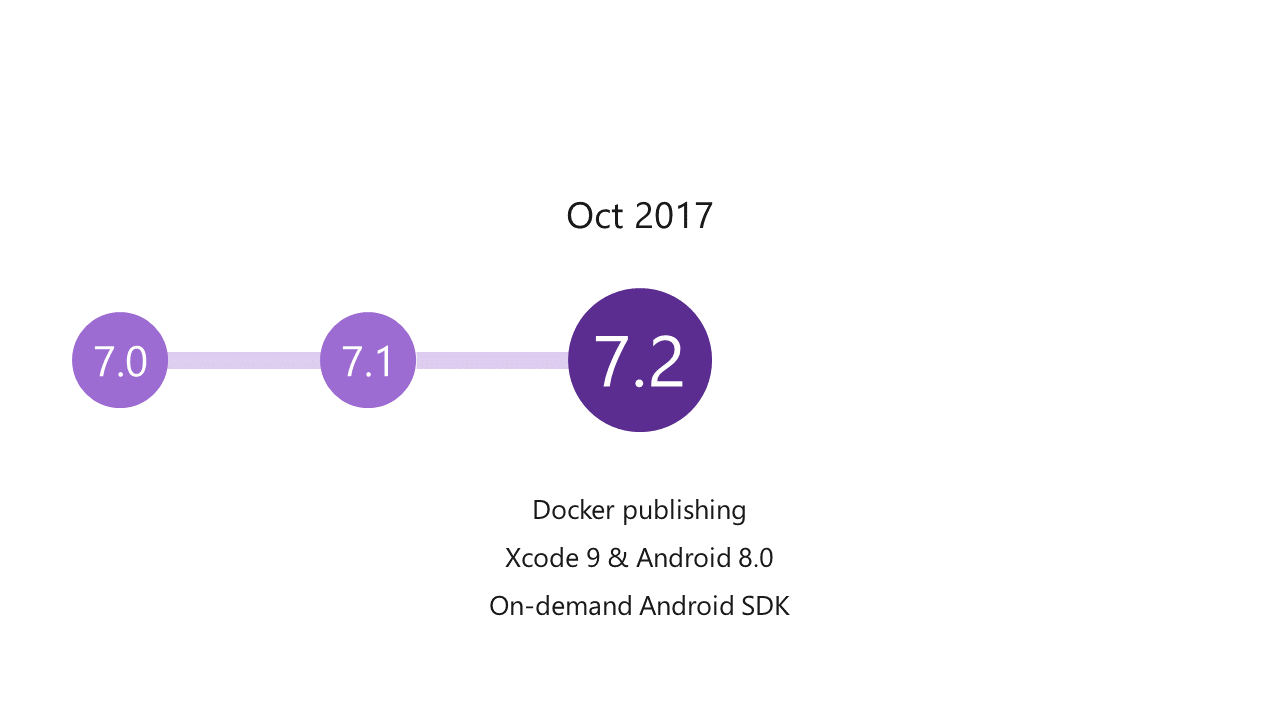 Oct 2017
7.0
7.1
7.2
Docker publishing
Xcode 9 & Android 8.0
On-demand Android SDK